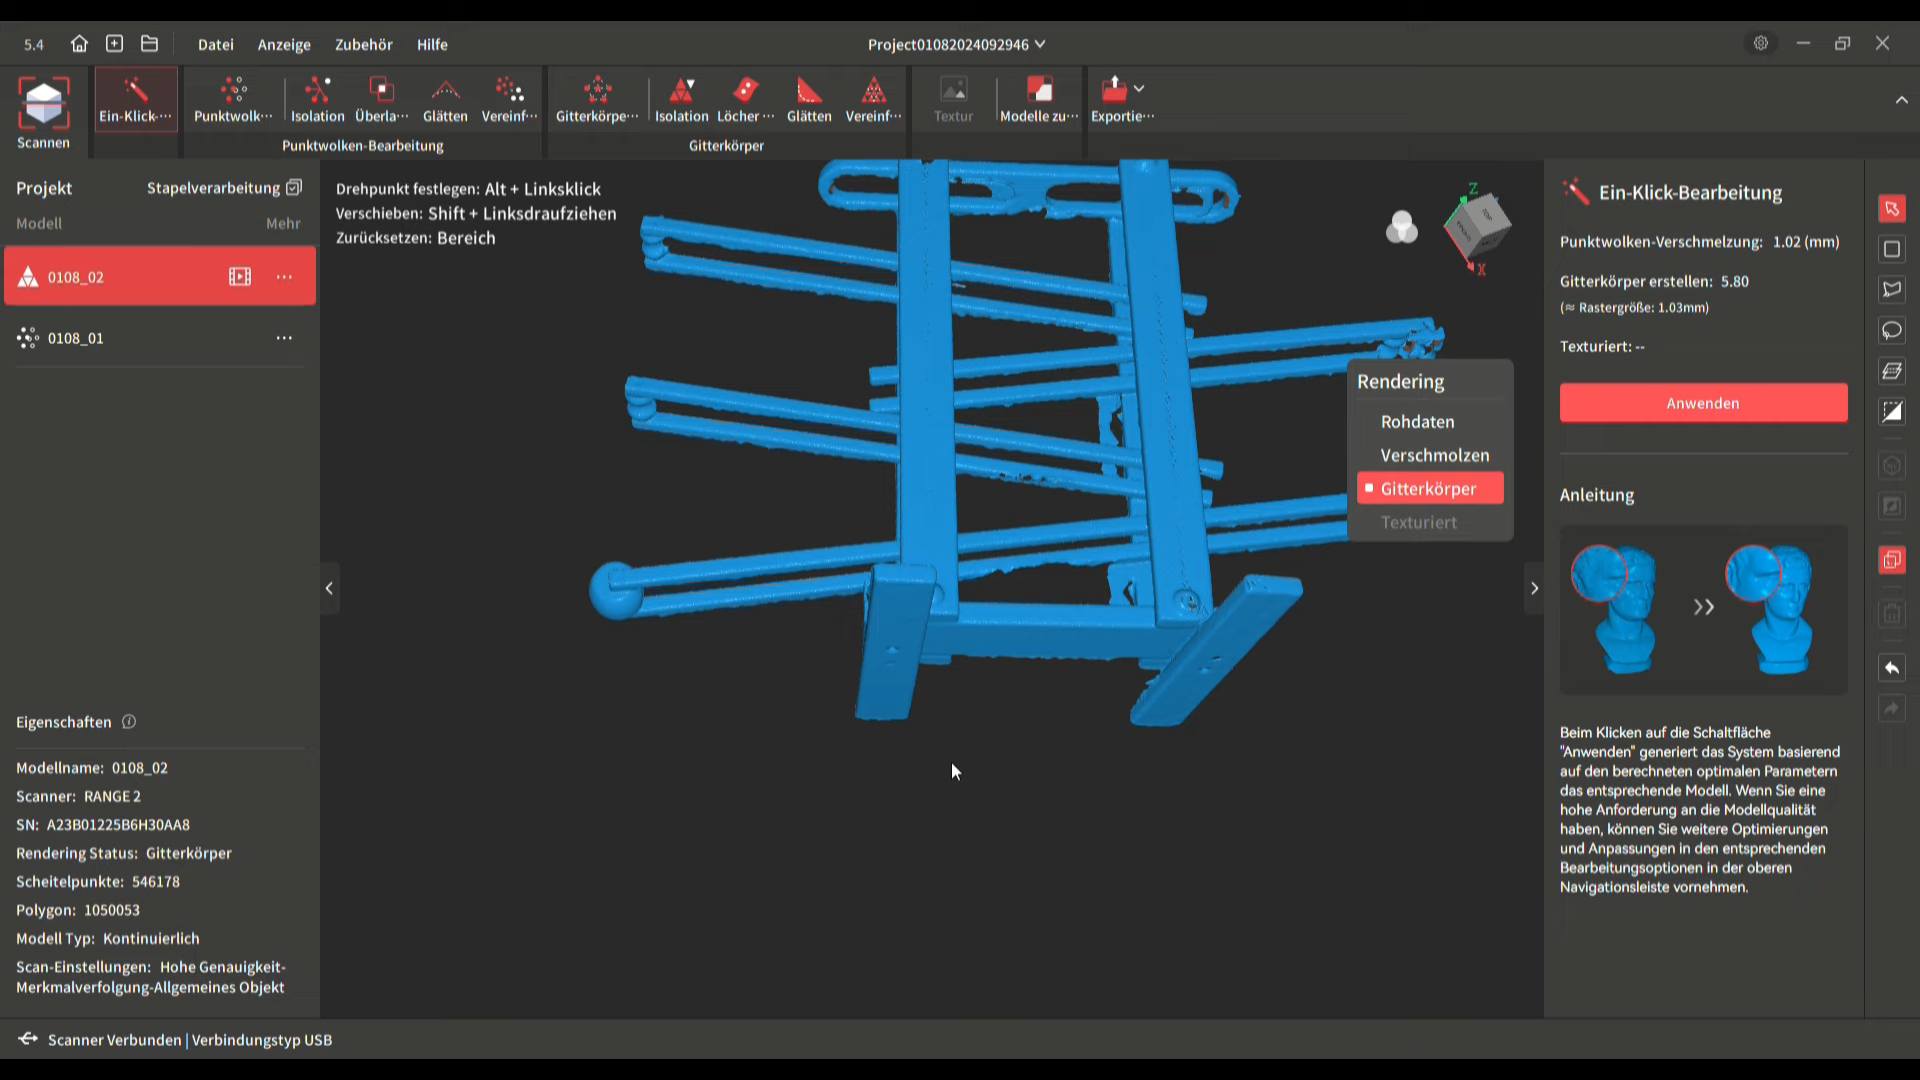 5.4 Datei Anzeige Zubehör Hilfe Project01082024092946
Scannen
Ein-Klick-···
Punktwolk··· Isolation Überla··· Glätten Vereinf···
Punktwolken-Bearbeitung
Gitterkörpe··· Isolation Löcher ··· Glätten Vereinf···
Gitterkörper
Textur Modelle zu··· Exportie···
Projekt Stapelverarbeitung
Modell Mehr
0108_02 ···
0108_01 ···
Eigenschaften
Modellname: 0108_02
Scanner: RANGE 2
SN: A23B01225B6H30AA8
Rendering Status: Gitterkörper
Scheitelpunkte: 546178
Polygon: 1050053
Modell Typ: Kontinuierlich
Scan-Einstellungen: Hohe Genauigkeit-
Merkmalverfolgung-Allgemeines Objekt
Drehpunkt festlegen: Alt + Linksklick
Verschieben: Shift + Linksdraufziehen
Zurücksetzen: Bereich
Z
X
Rendering
Rohdaten
Verschmolzen
Gitterkörper
Texturiert
Ein-Klick-Bearbeitung
Punktwolken-Verschmelzung: 1.02 (mm)
Gitterkörper erstellen: 5.80
(≈ Rastergröße: 1.03mm)
Texturiert: --
Anwenden
Anleitung
Beim Klicken auf die Schaltfläche
"Anwenden" generiert das System basierend
auf den berechneten optimalen Parametern
das entsprechende Modell. Wenn Sie eine
hohe Anforderung an die Modellqualität
haben, können Sie weitere Optimierungen
und Anpassungen in den entsprechenden
Bearbeitungsoptionen in der oberen
Navigationsleiste vornehmen.
Scanner Verbunden | Verbindungstyp USB